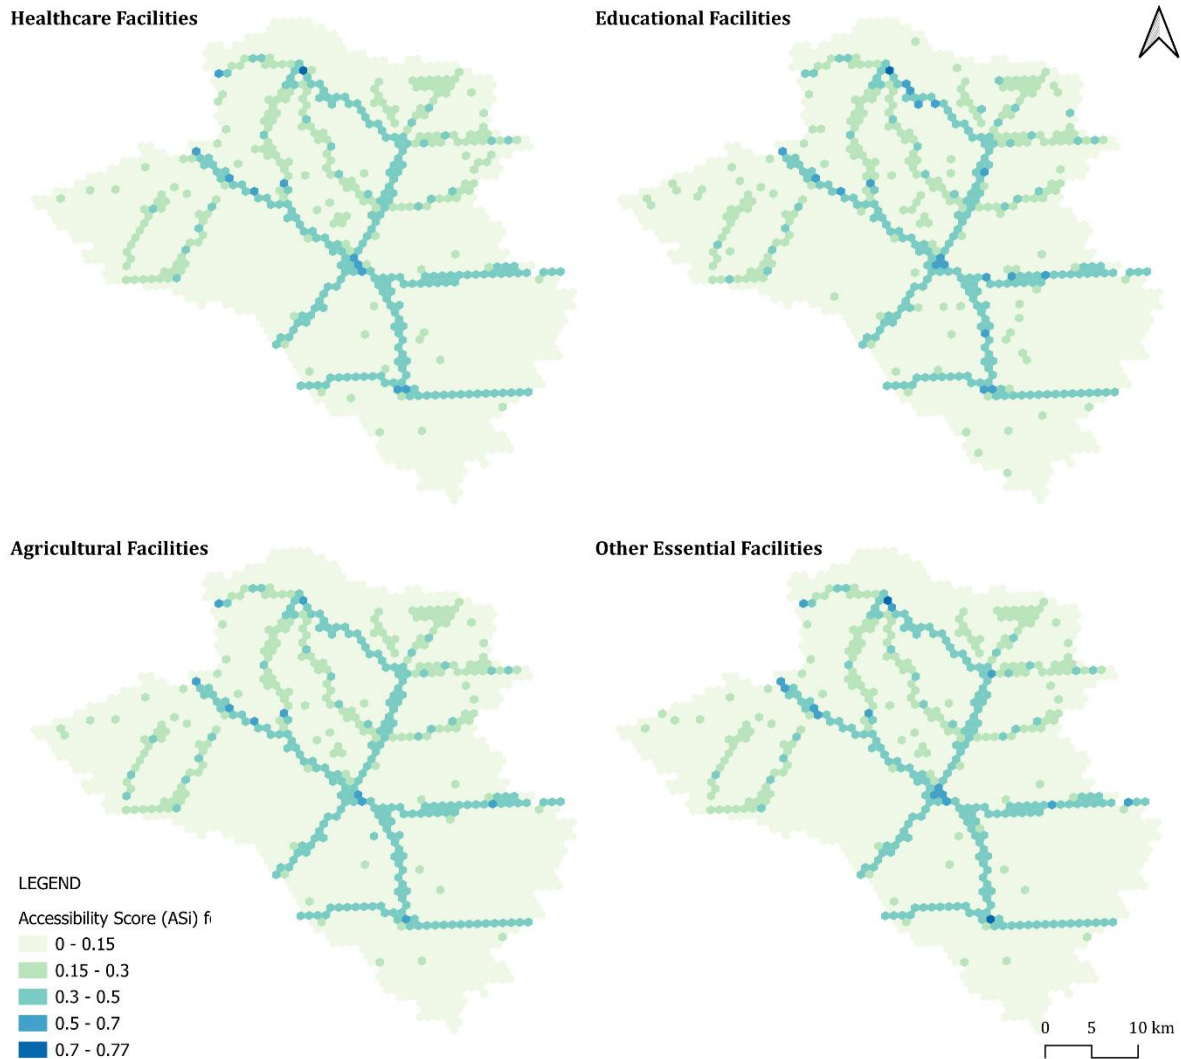 Healthcare Facilities
Educational Facilities
Agricultural Facilities
Other Essential Facilities
LEGEND
Accessibility Score (ASi)
0 - 0.15
0.15 - 0.3
0.3 - 0.5
0.5 - 0.7
0.7 - 0.77
0 5 10 km